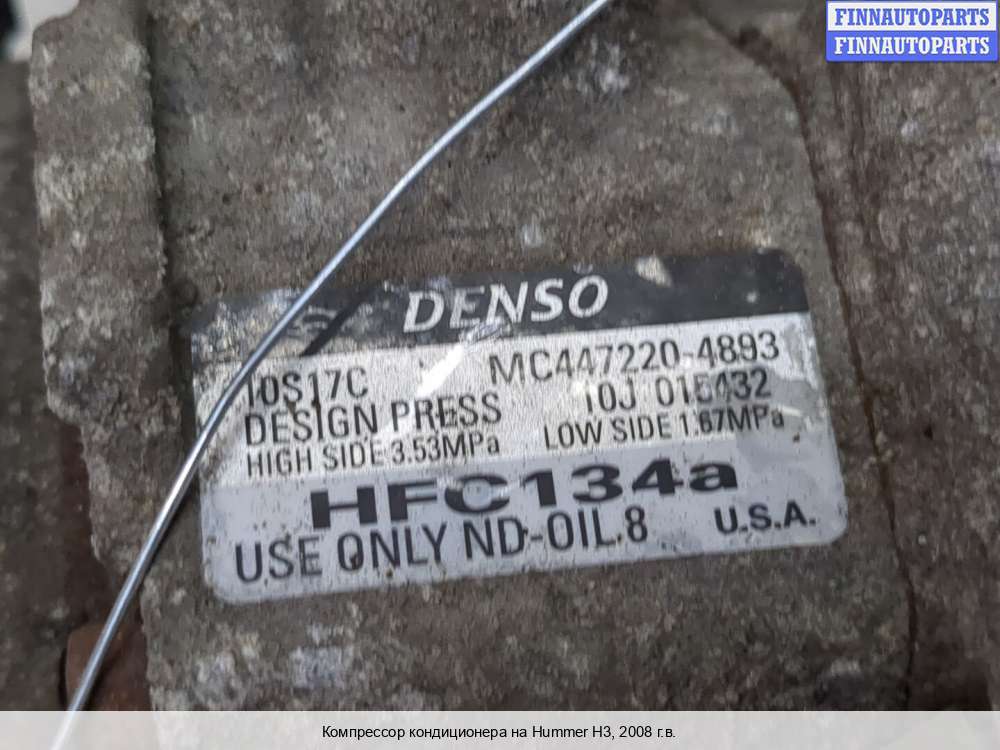 FINNAUTOPARTS
FINNAUTOPARTS
DENSO
10S17C MC447220-4893
DESIGN PRESS 10J 015432
HIGH SIDE 3.53MPa LOW SIDE 1.67MPa
HFC134a
USE ONLY ND-OIL 8 U.S.A.
Компрессор кондиционера на Hummer H3, 2008 г.в.